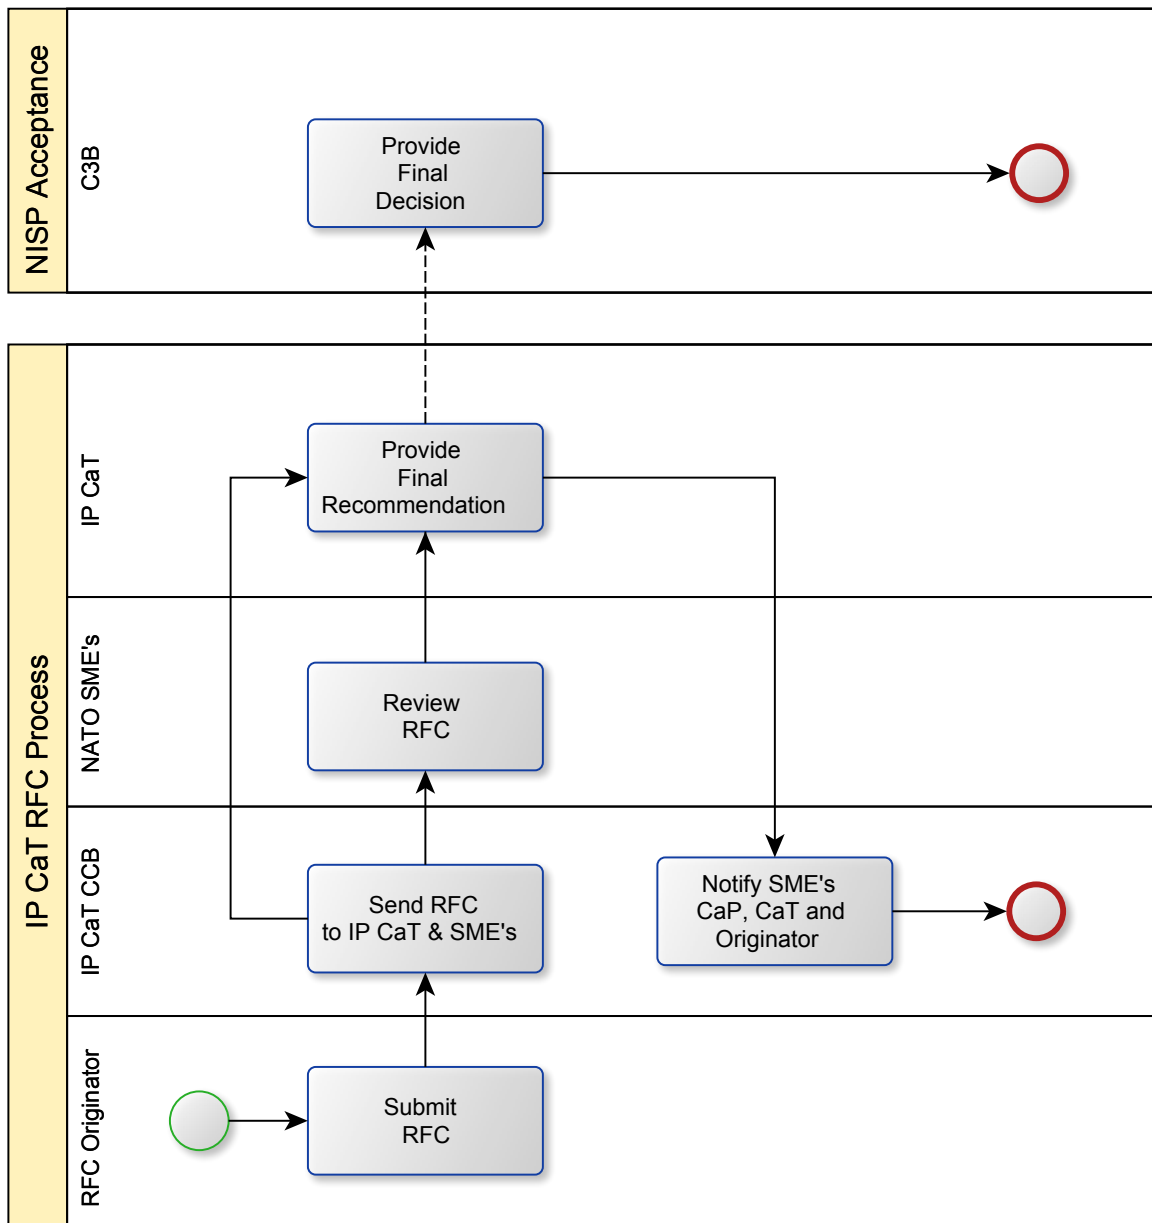 NISP Acceptance
C3B
Provide
Final
Decision
IP CaT RFC Process
IP CaT
Provide
Final
Recommendation
NATO SME's
Review
RFC
IP CaT CCB
Send RFC
to IP CaT & SME's
Notify SME's
CaP, CaT and
Originator
RFC Originator
Submit
RFC